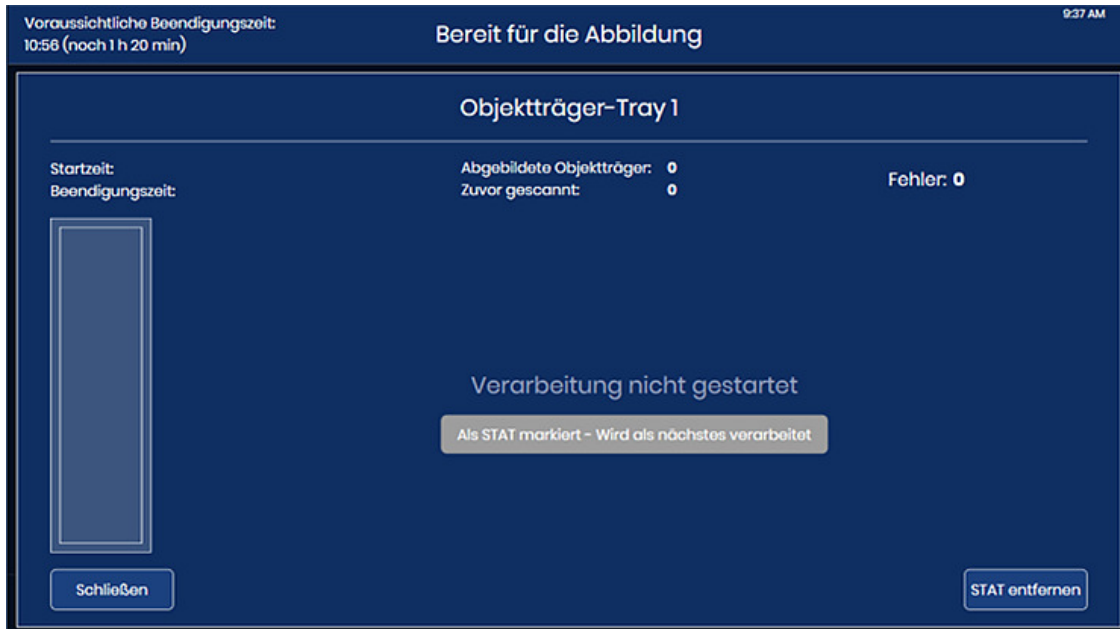 Voraussichtliche Beendigungszeit:
10:56 (noch 1 h 20 min)
Bereit für die Abbildung
9:37 AM
Objektträger-Tray 1
Startzeit:
Beendigungszeit:
Abgebildete Objektträger: 0
Zuvor gescannt: 0
Fehler: 0
Verarbeitung nicht gestartet
Als STAT markiert - Wird als nächstes verarbeitet
Schließen
STAT entfernen